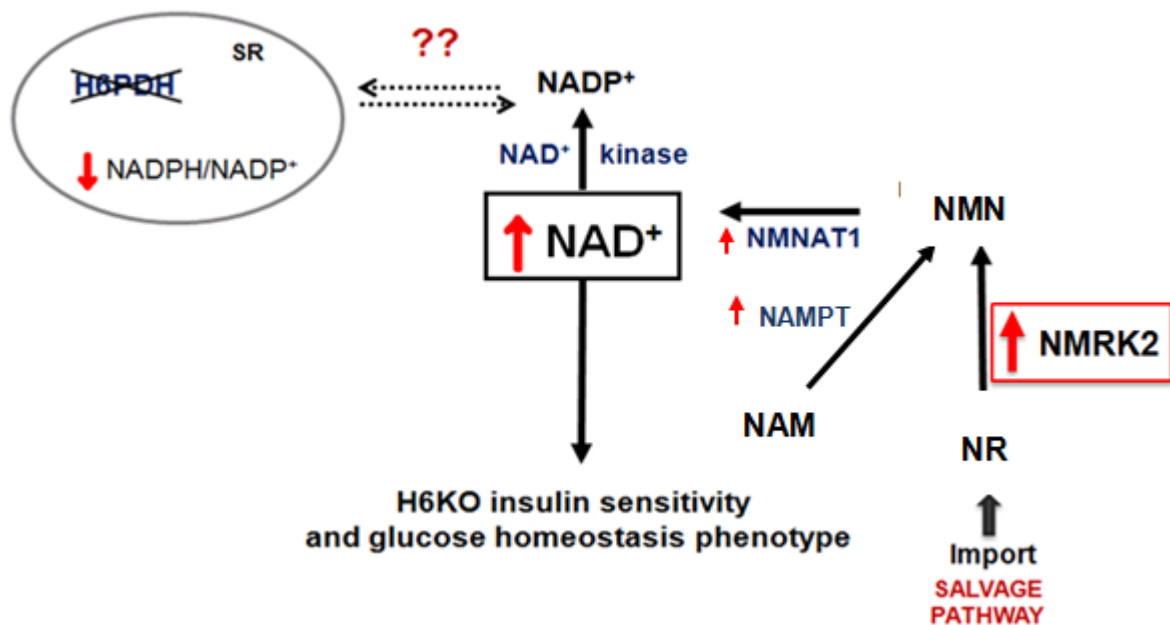 SR
??
H6PDH
NADP⁺
NADPH/NADP⁺
NAD⁺ kinase
NMN
NAD⁺
NMNAT1
NAMPT
NMRK2
NAM
NR
H6KO insulin sensitivity
and glucose homeostasis phenotype
Import
SALVAGE
PATHWAY